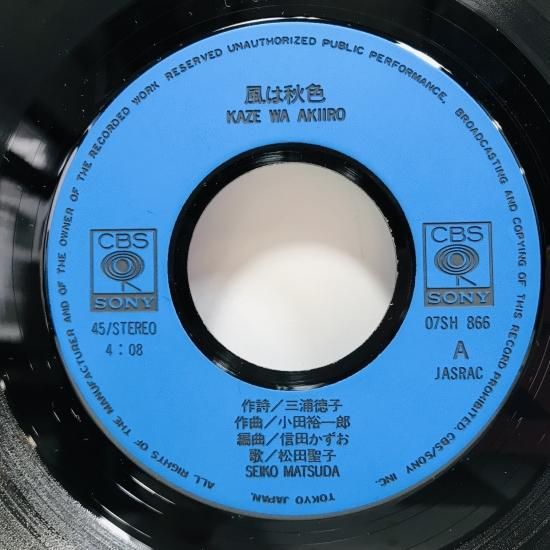 ALL RIGHTS OF THE MANUFACTURER AND OF THE OWNER OF THE RECORDED WORK RESERVED UNAUTHORIZED PUBLIC PERFORMANCE, BROADCASTING AND COPYING OF THIS RECORD PROHIBITED. CBS/SONY INC.
TOKYO JAPAN,
風は秋色
KAZE WA AKIIRO
CBS
SONY
45/STEREO
4:08
CBS
SONY
07SH 866
A
JASRAC
作詩/三浦徳子
作曲/小田裕一郎
編曲/信田かずお
歌/松田聖子
SEIKO MATSUDA